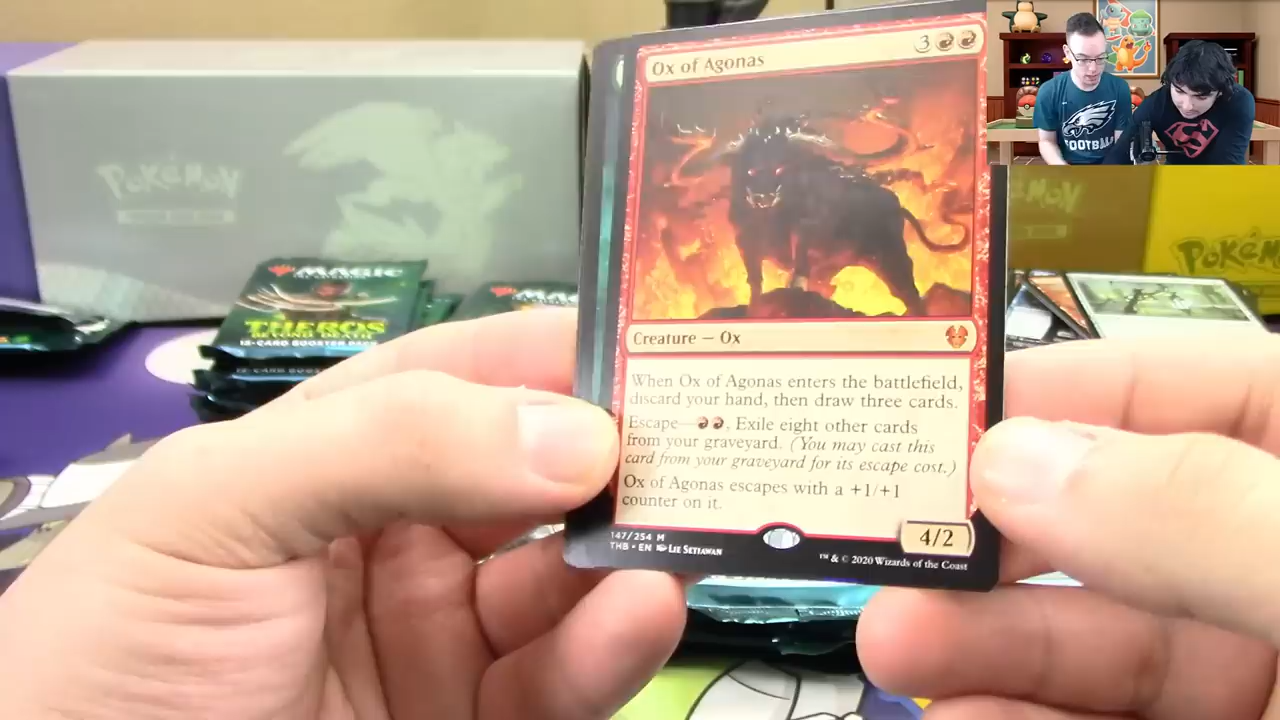 Ox of Agonas
3
Creature — Ox
When Ox of Agonas enters the battlefield,
discard your hand, then draw three cards.
Escape—, Exile eight other cards
from your graveyard. (You may cast this
card from your graveyard for its escape cost.)
Ox of Agonas escapes with a +1/+1
counter on it.
4/2
147/254 M
THB • EN Lie Setiawan
™ & © 2020 Wizards of the Coast
POKéMON
MAGIC
THEROS
BEYOND DEATH
12-CARD BOOSTER PACK
POKéMON
FOOTBALL